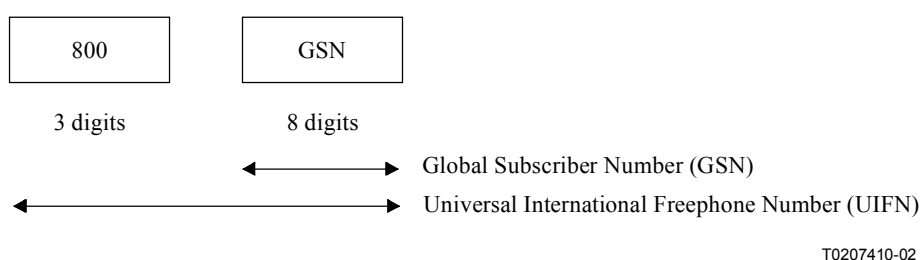 800 GSN
3 digits 8 digits
Global Subscriber Number (GSN)
Universal International Freephone Number (UIFN)
T0207410-02